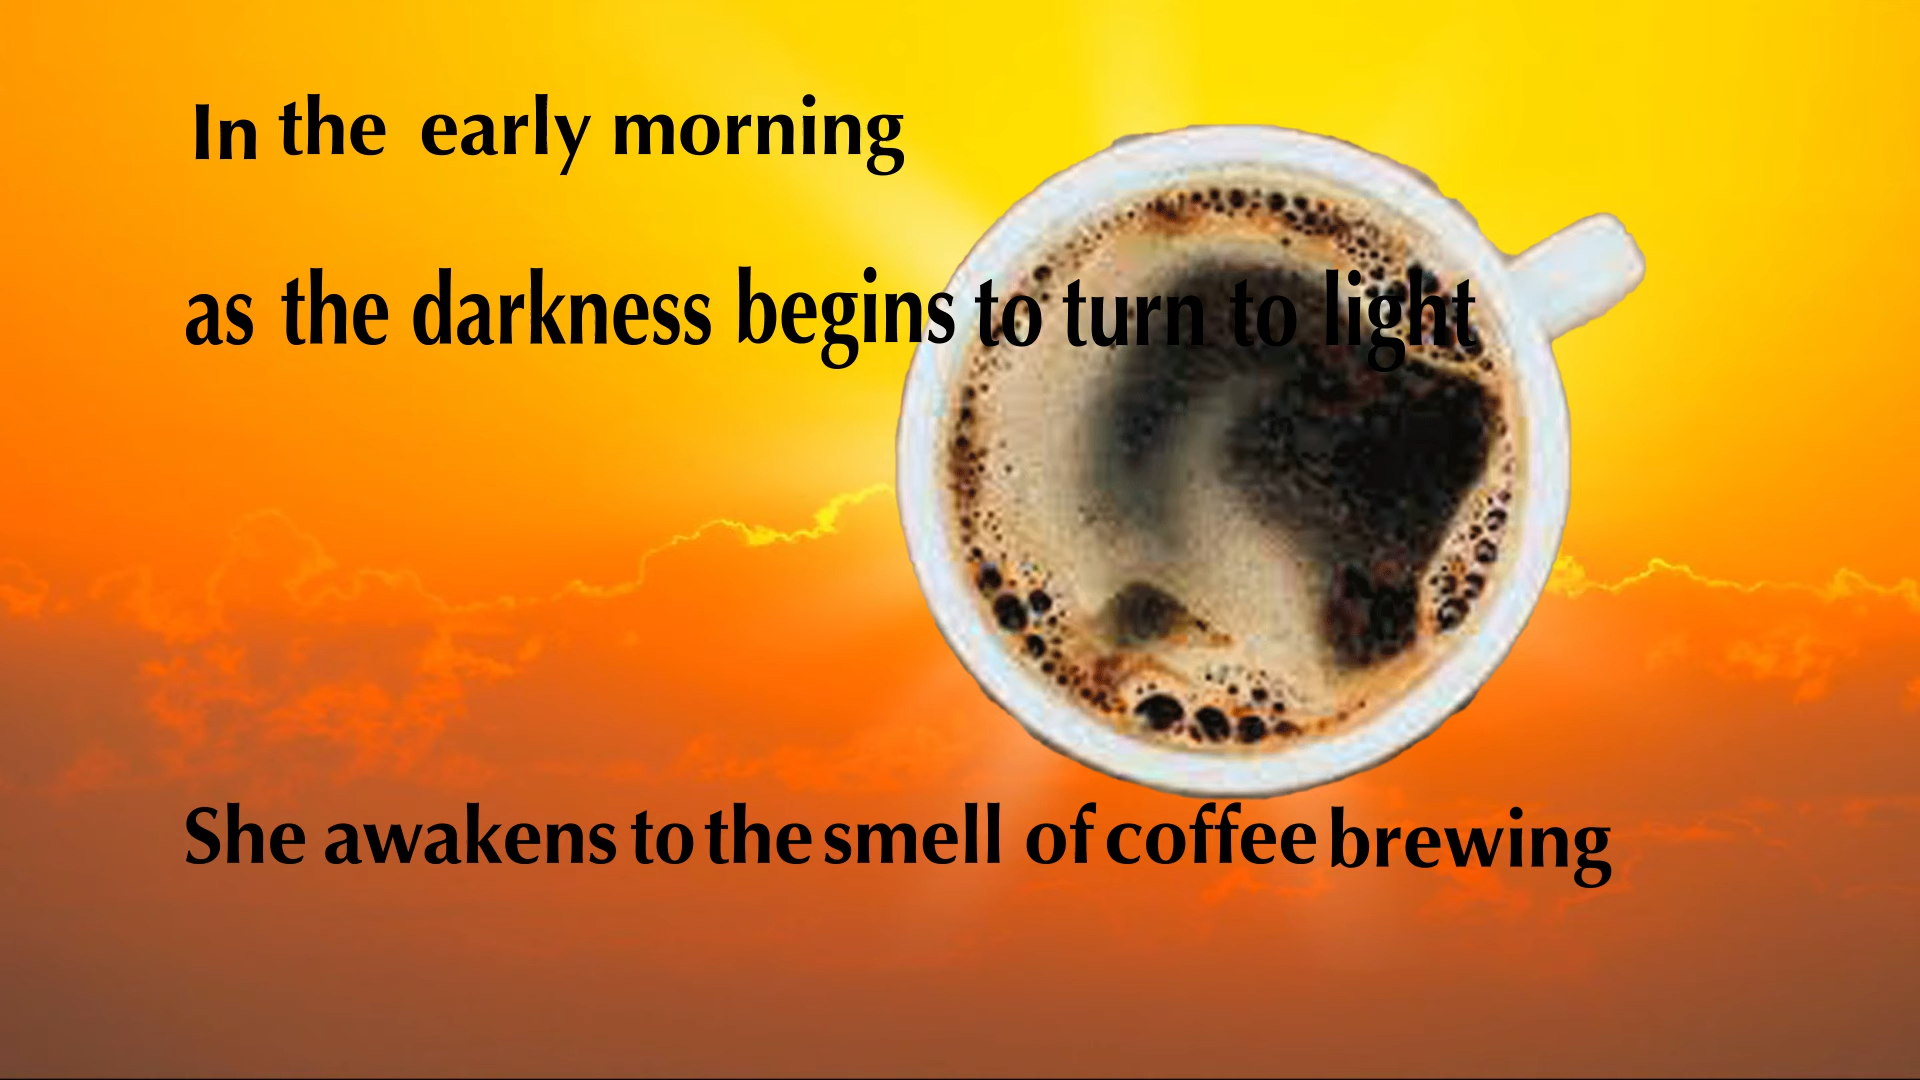 In the early morning
as the darkness begins to turn to light
She awakens to the smell of coffee brewing